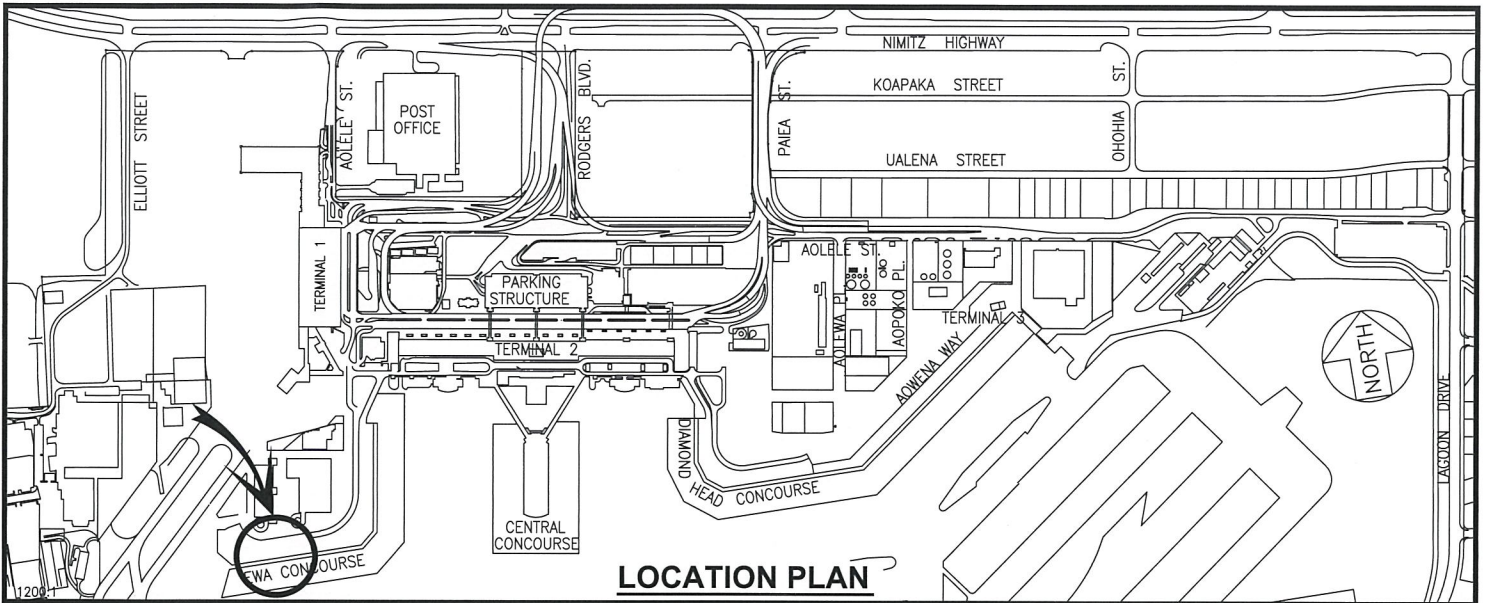 NIMITZ HIGHWAY
KOAPAKA STREET
UALENA STREET
ELLIOTT STREET
AOLELE ST.
POST
OFFICE
RODGERS BLVD.
PAIEA ST.
OHOHIA ST.
TERMINAL 1
PARKING
STRUCTURE
TERMINAL 2
AOLELE ST.
AOLEWA PL.
AOPOKO PL.
TERMINAL 3
AOWENA WAY
NORTH
LAGOON DRIVE
DIAMOND HEAD CONCOURSE
CENTRAL
CONCOURSE
EWA CONCOURSE
LOCATION PLAN
1200.1